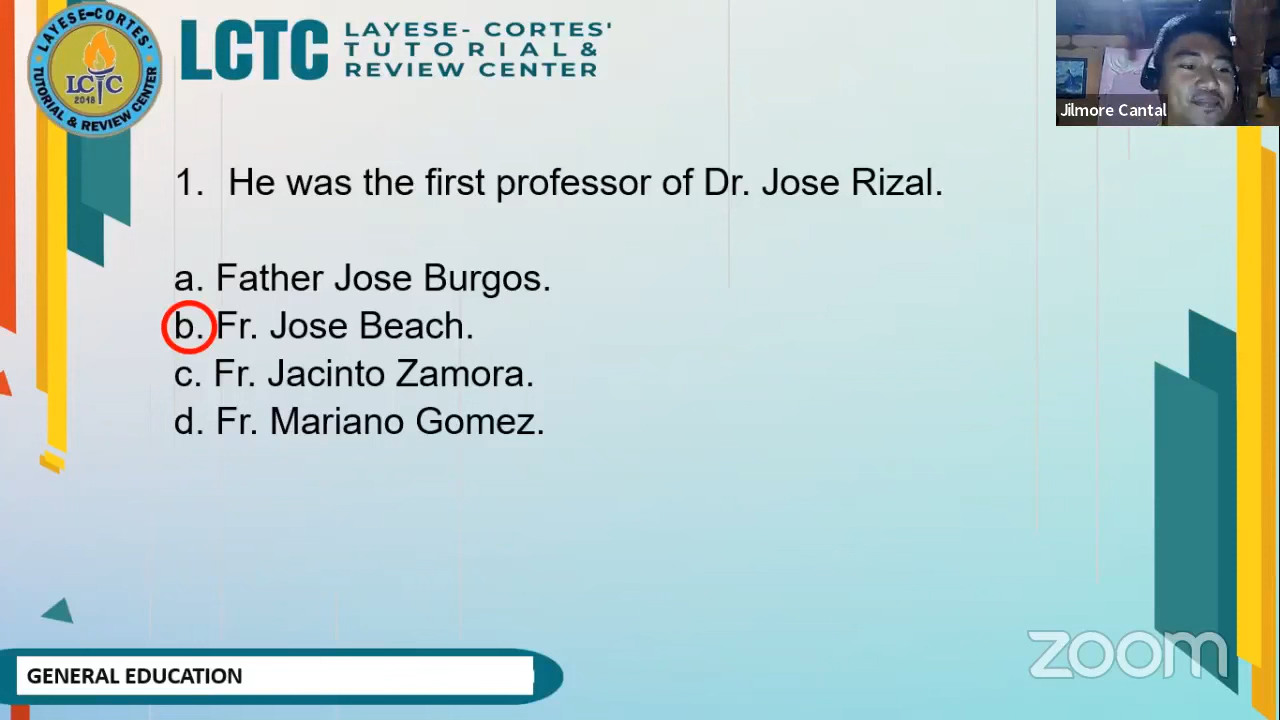 LAYESE-CORTES'
TUTORIAL & REVIEW CENTER
LCTC
2018
LCTC
LAYESE- CORTES'
TUTORIAL &
REVIEW CENTER
Jilmore Cantal
1. He was the first professor of Dr. Jose Rizal.
a. Father Jose Burgos.
b. Fr. Jose Beach.
c. Fr. Jacinto Zamora.
d. Fr. Mariano Gomez.
zoom
GENERAL EDUCATION